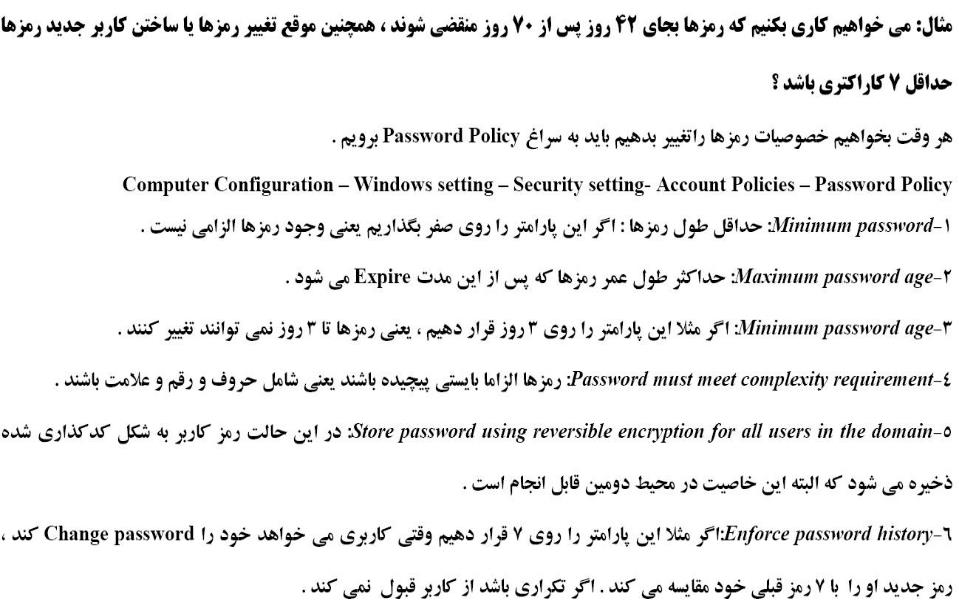 مثال: می خواهیم کاری بکنیم که رمزها بجای ۴۲ روز پس از ۷۰ روز منقضی شوند ، همچنین موقع تغییر رمزها یا ساختن کاربر جدید رمزها
حداقل ۷ کاراکتری باشد ؟
هر وقت بخواهیم خصوصیات رمزها راتغییر بدهیم باید به سراغ Password Policy برویم .
Computer Configuration – Windows setting – Security setting- Account Policies – Password Policy
۱-Minimum password: حداقل طول رمزها : اگر این پارامتر را روی صفر بگذاریم یعنی وجود رمزها الزامی نیست .
۲-Maximum password age: حداکثر طول عمر رمزها که پس از این مدت Expire می شود .
۳-Minimum password age: اگر مثلا این پارامتر را روی ۳ روز قرار دهیم ، یعنی رمزها تا ۳ روز نمی توانند تغییر کنند .
٤-Password must meet complexity requirement: رمزها الزاما بایستی پیچیده باشند یعنی شامل حروف و رقم و علامت باشند .
٥-Store password using reversible encryption for all users in the domain: در این حالت رمز کاربر به شکل کدکذاری شده
ذخیره می شود که البته این خاصیت در محیط دومین قابل انجام است .
٦-Enforce password history:اگر مثلا این پارامتر را روی ۷ قرار دهیم وقتی کاربری می خواهد خود را Change password کند ،
رمز جدید او را با ۷ رمز قبلی خود مقایسه می کند . اگر تکراری باشد از کاربر قبول نمی کند .